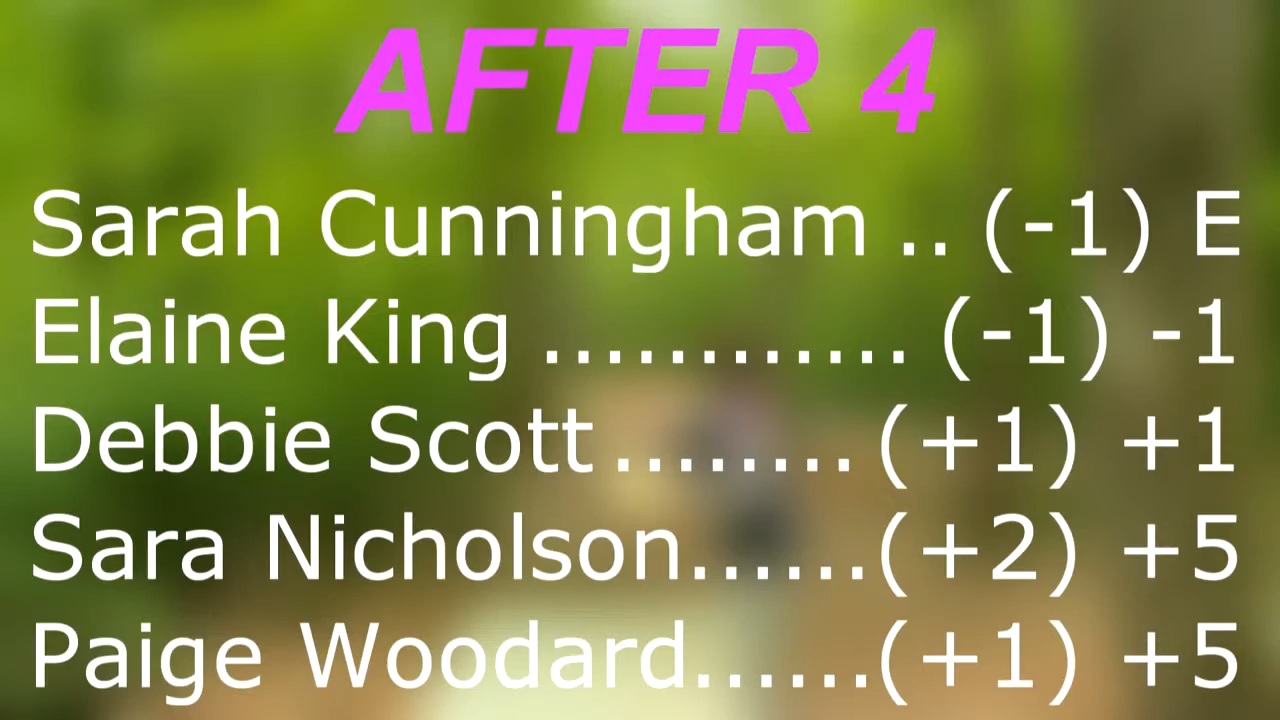 AFTER 4
Sarah Cunningham .. (-1) E
Elaine King ............ (-1) -1
Debbie Scott ........ (+1) +1
Sara Nicholson......(+2) +5
Paige Woodard......(+1) +5